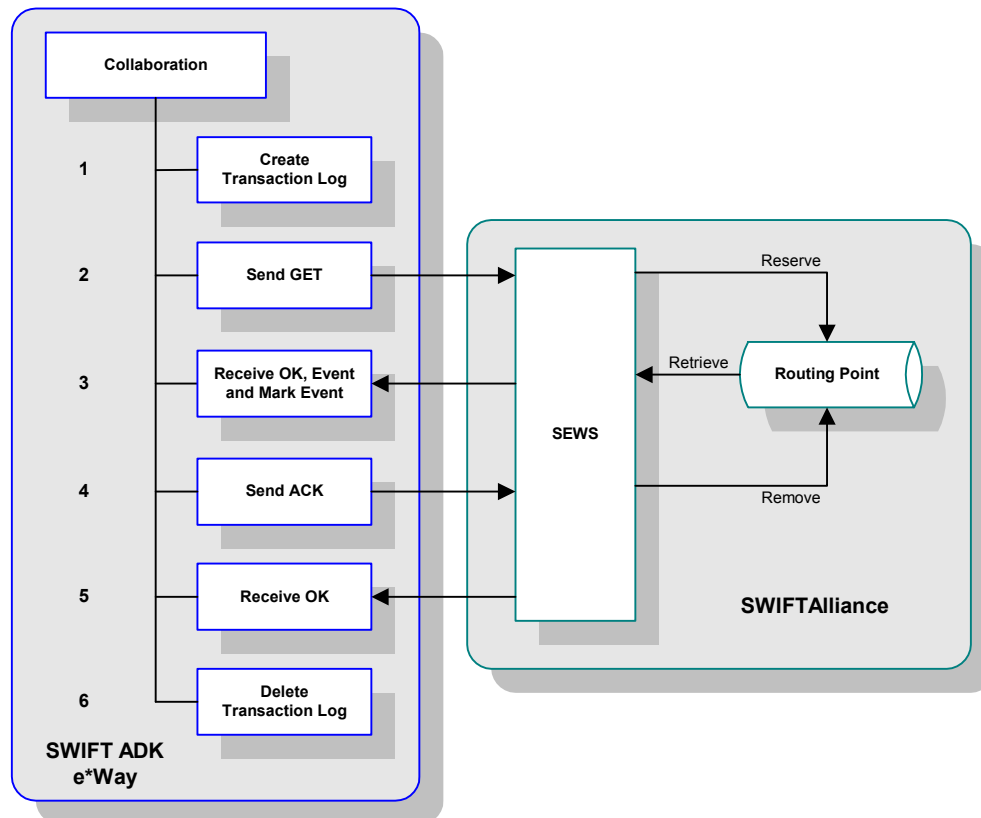 Collaboration
1
Create
Transaction Log
2
Send GET
Reserve
3
Receive OK, Event
and Mark Event
Retrieve
Routing Point
SEWS
4
Send ACK
Remove
5
Receive OK
SWIFTAlliance
6
Delete
Transaction Log
SWIFT ADK
e*Way